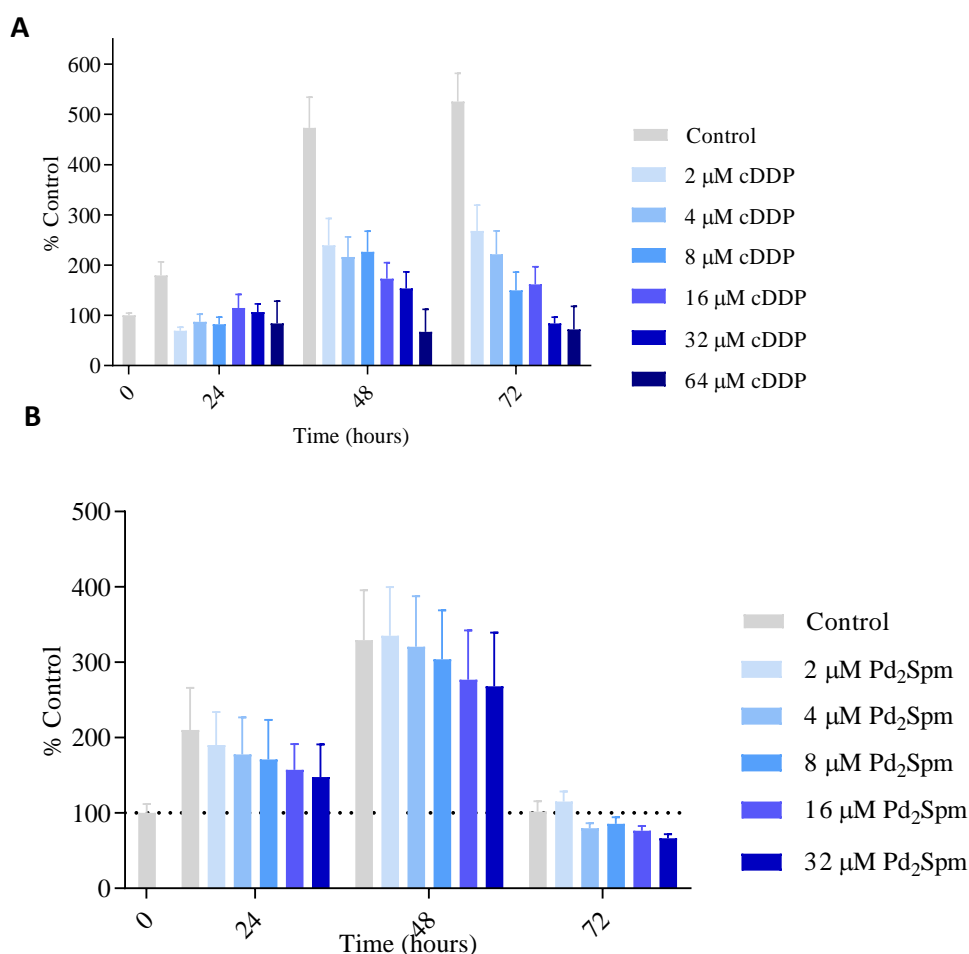 A
% Control
600
500
400
300
200
100
0
0
24
48
72
Time (hours)
Control
2 μM cDDP
4 μM cDDP
8 μM cDDP
16 μM cDDP
32 μM cDDP
64 μM cDDP
B
% Control
500
400
300
200
100
0
0
24
48
72
Time (hours)
Control
2 μM Pd₂Spm
4 μM Pd₂Spm
8 μM Pd₂Spm
16 μM Pd₂Spm
32 μM Pd₂Spm